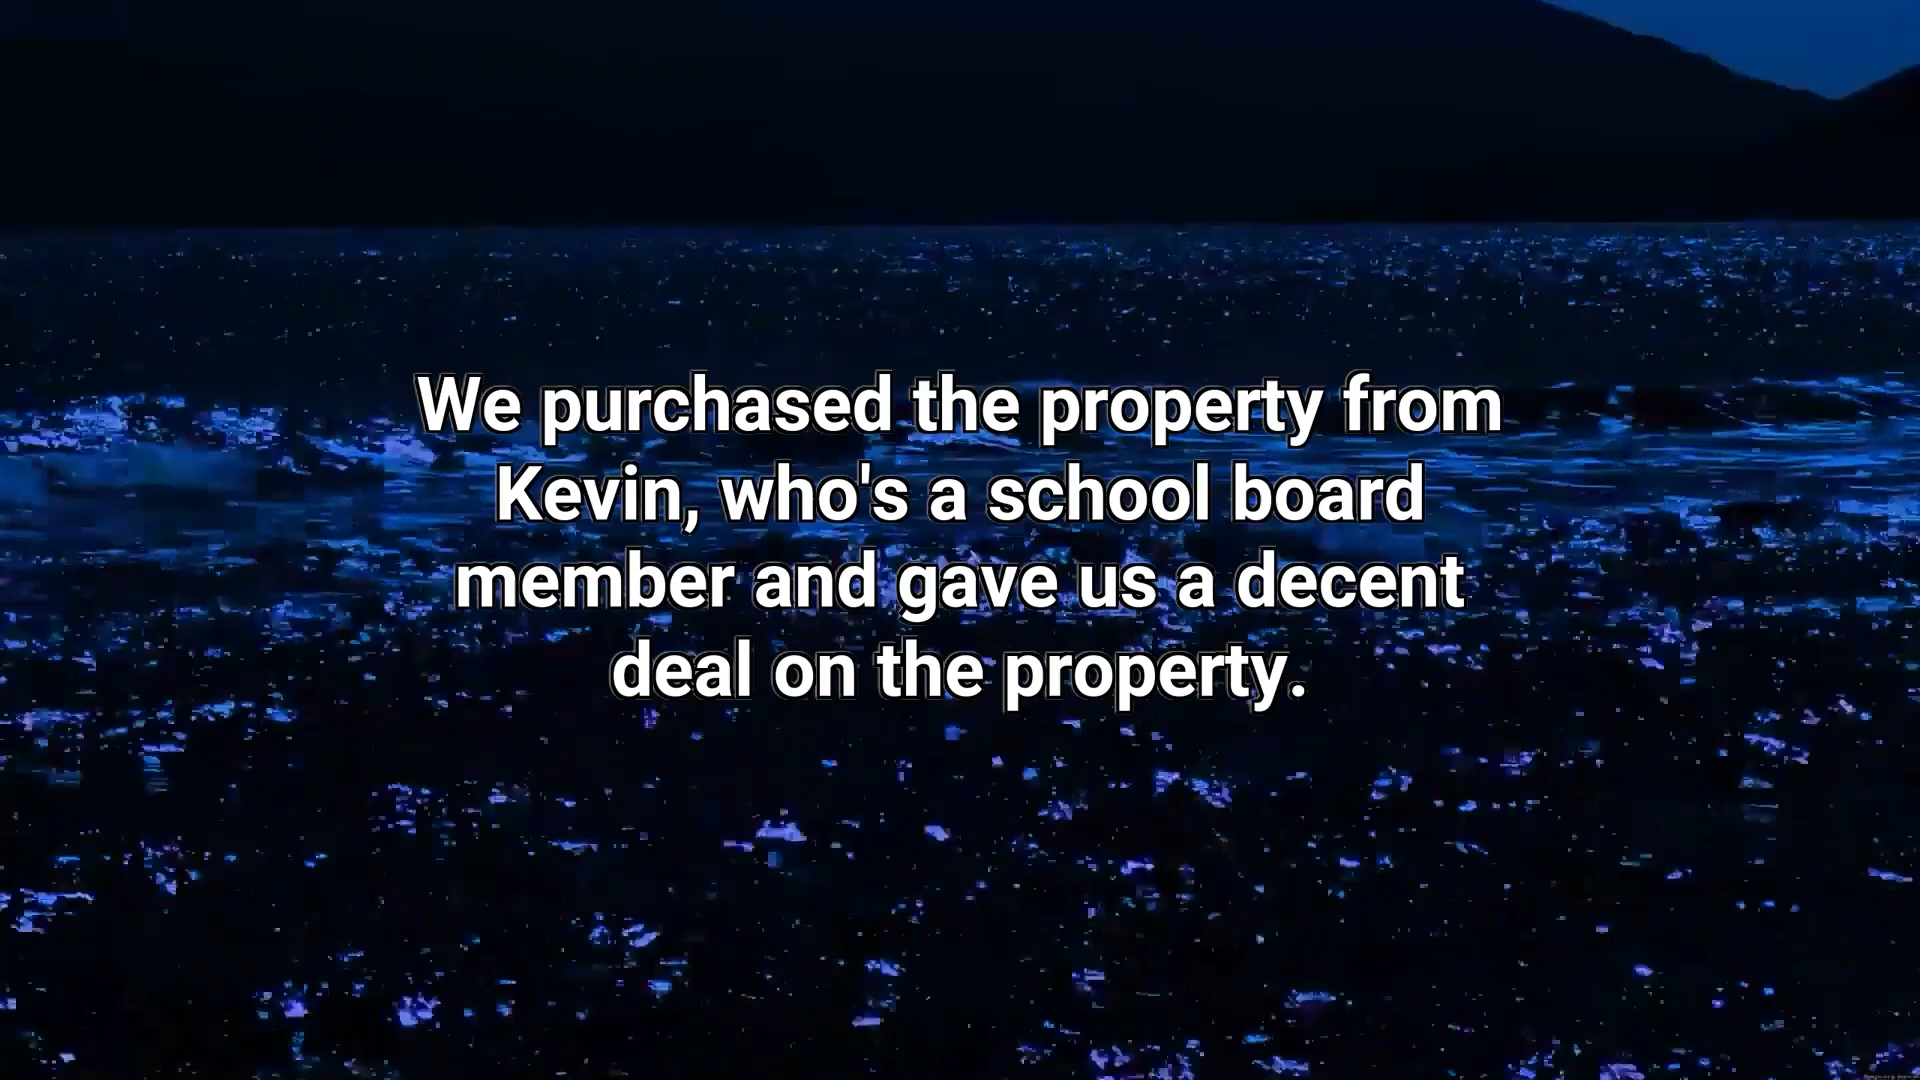 We purchased the property from
Kevin, who's a school board
member and gave us a decent
deal on the property.